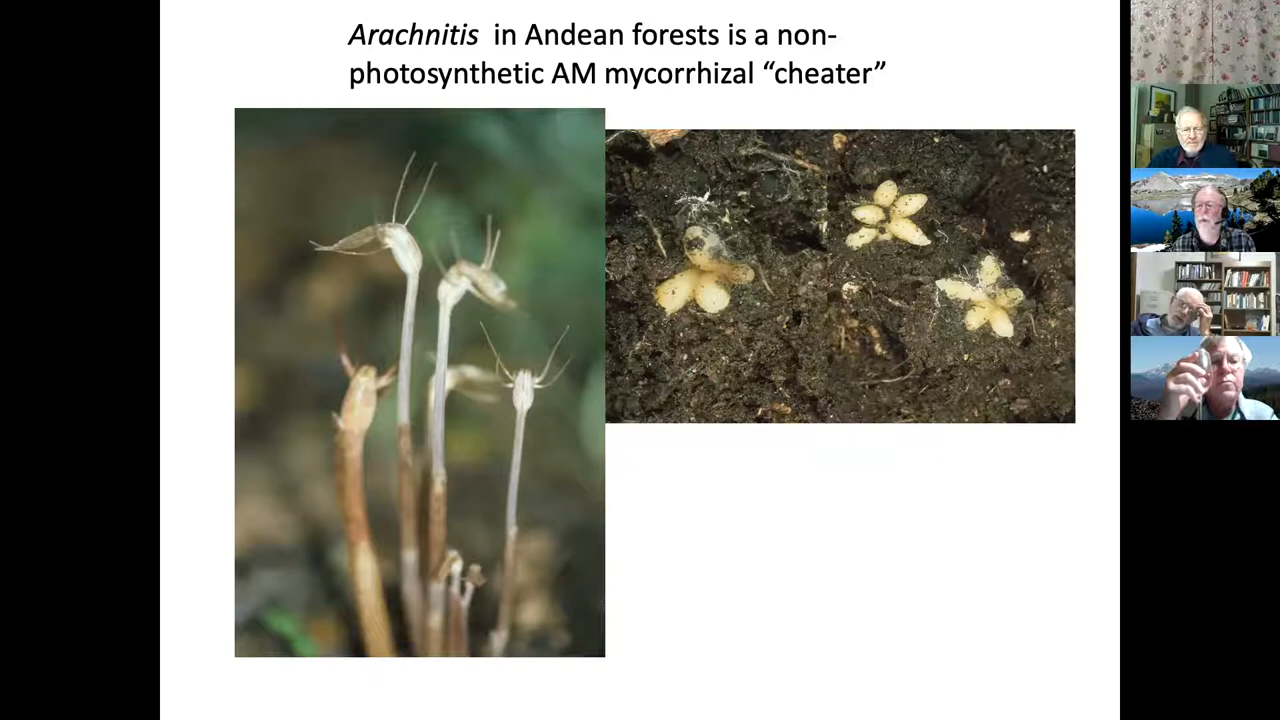 Arachnitis in Andean forests is a non-
photosynthetic AM mycorrhizal “cheater”